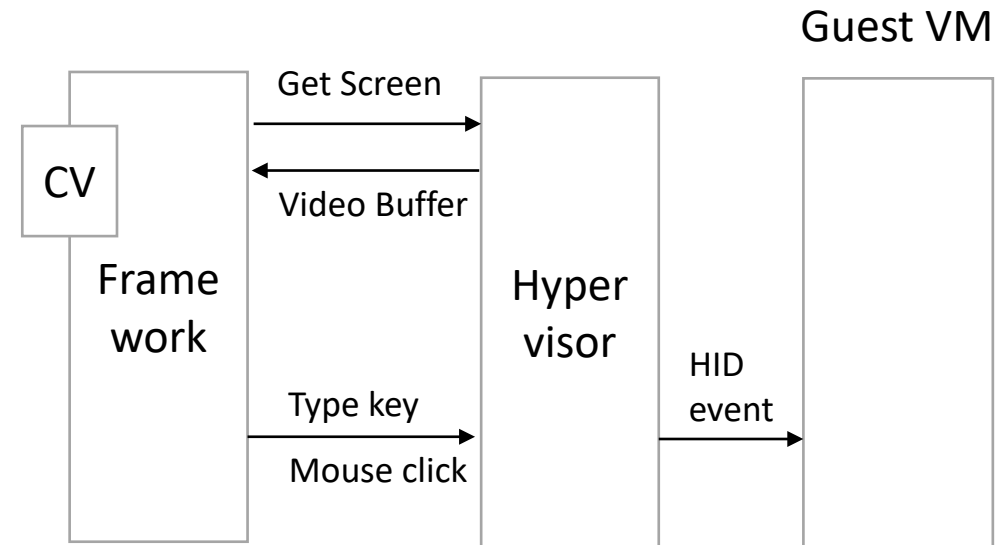 Guest VM
Get Screen
CV
Video Buffer
Frame
work
Hyper
visor
HID
event
Type key
Mouse click